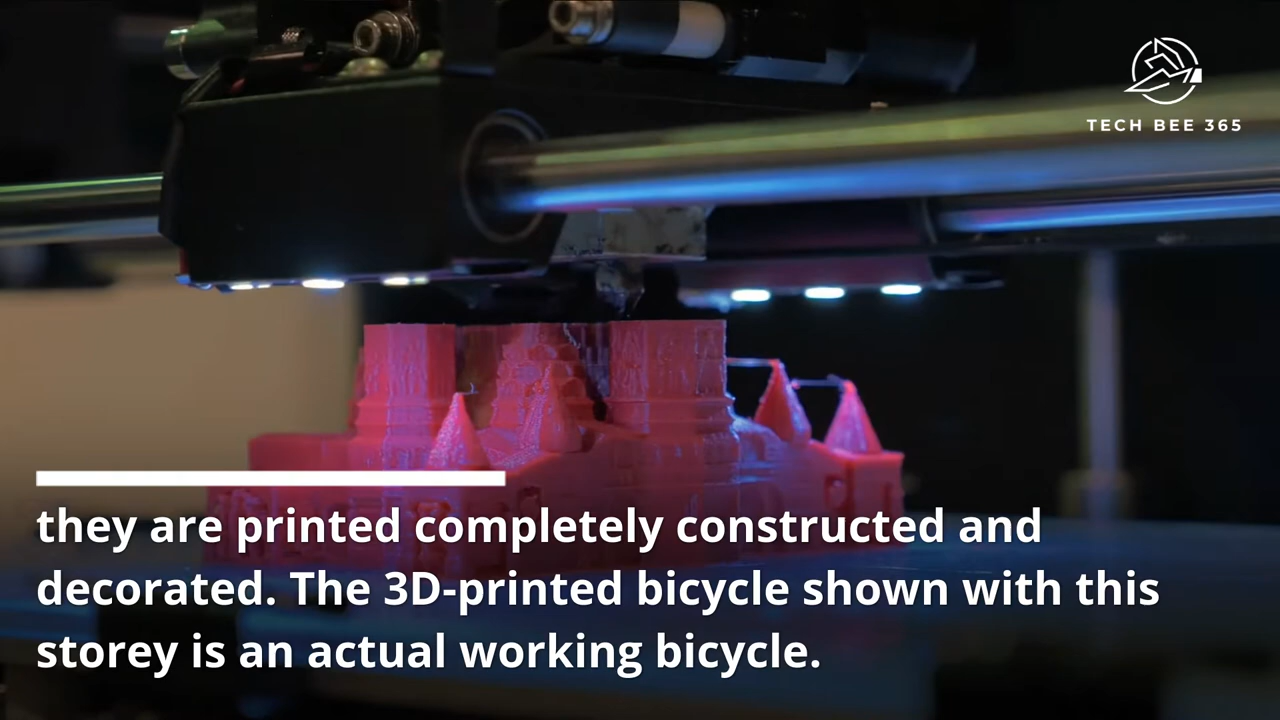 TECH BEE 365
they are printed completely constructed and
decorated. The 3D-printed bicycle shown with this
storey is an actual working bicycle.